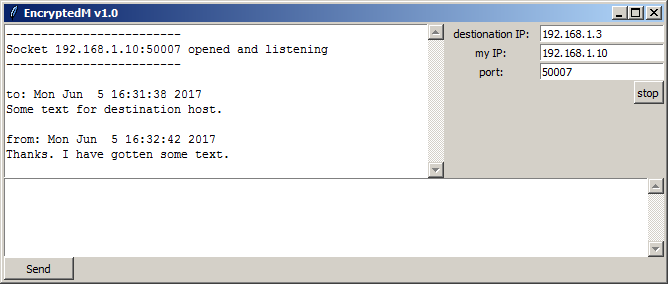 EncryptedM v1.0
-------------------------
Socket 192.168.1.10:50007 opened and listening
-------------------------
to: Mon Jun  5 16:31:38 2017
Some text for destination host.
from: Mon Jun  5 16:32:42 2017
Thanks. I have gotten some text.
destionation IP: 192.168.1.3
my IP: 192.168.1.10
port: 50007
stop
Send